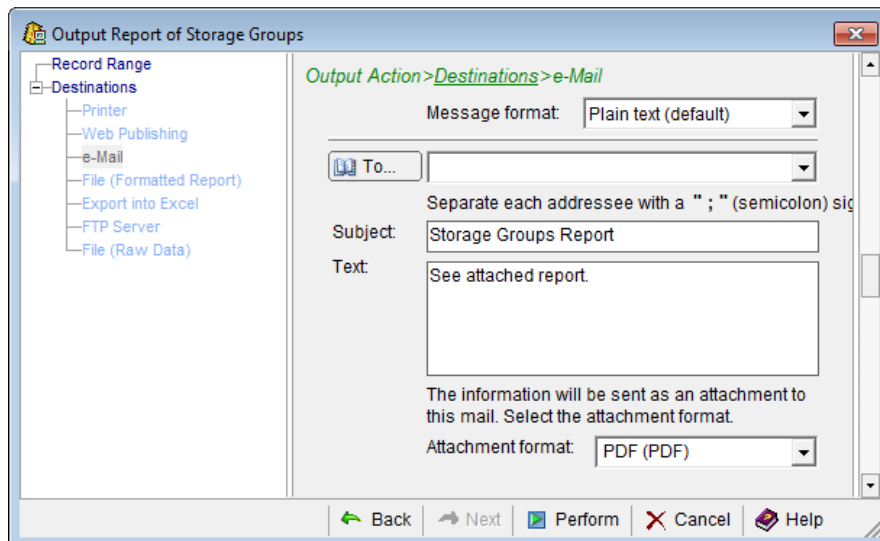 Output Report of Storage Groups
Record Range
Destinations
Printer
Web Publishing
e-Mail
File (Formatted Report)
Export into Excel
FTP Server
File (Raw Data)
Output Action>Destinations>e-Mail
Message format: Plain text (default)
To...
Separate each addressee with a " ; " (semicolon) sig
Subject: Storage Groups Report
Text: See attached report.
The information will be sent as an attachment to
this mail. Select the attachment format.
Attachment format: PDF (PDF)
Back Next Perform Cancel Help